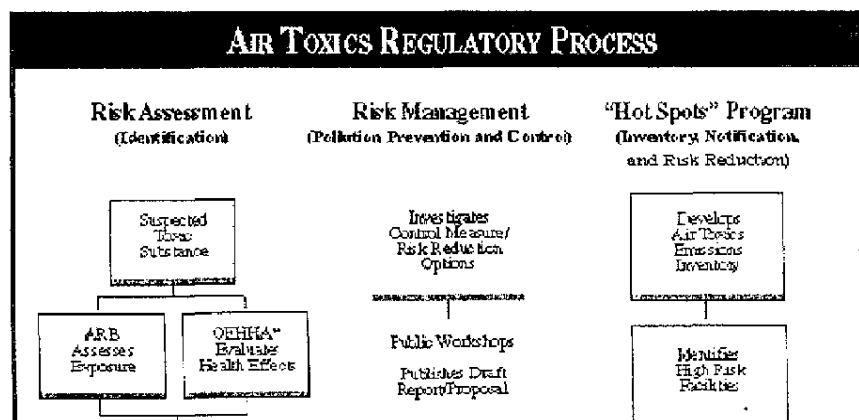 AIR TOXICS REGULATORY PROCESS
Risk Assessment
(Identification)
Suspected
Toxic
Substance
ARB
Assesses
Exposure
OEHHA*
Evaluates
Health Effects
Risk Management
(Pollution Prevention and Control)
Investigates
Control Measure/
Risk Reduction
Options
Public Workshops
Publishes Draft
Report/Proposal
"Hot Spots" Program
(Inventory, Notification,
and Risk Reduction)
Develops
Air Toxics
Emissions
Inventory
Identifies
High Risk
Facilities